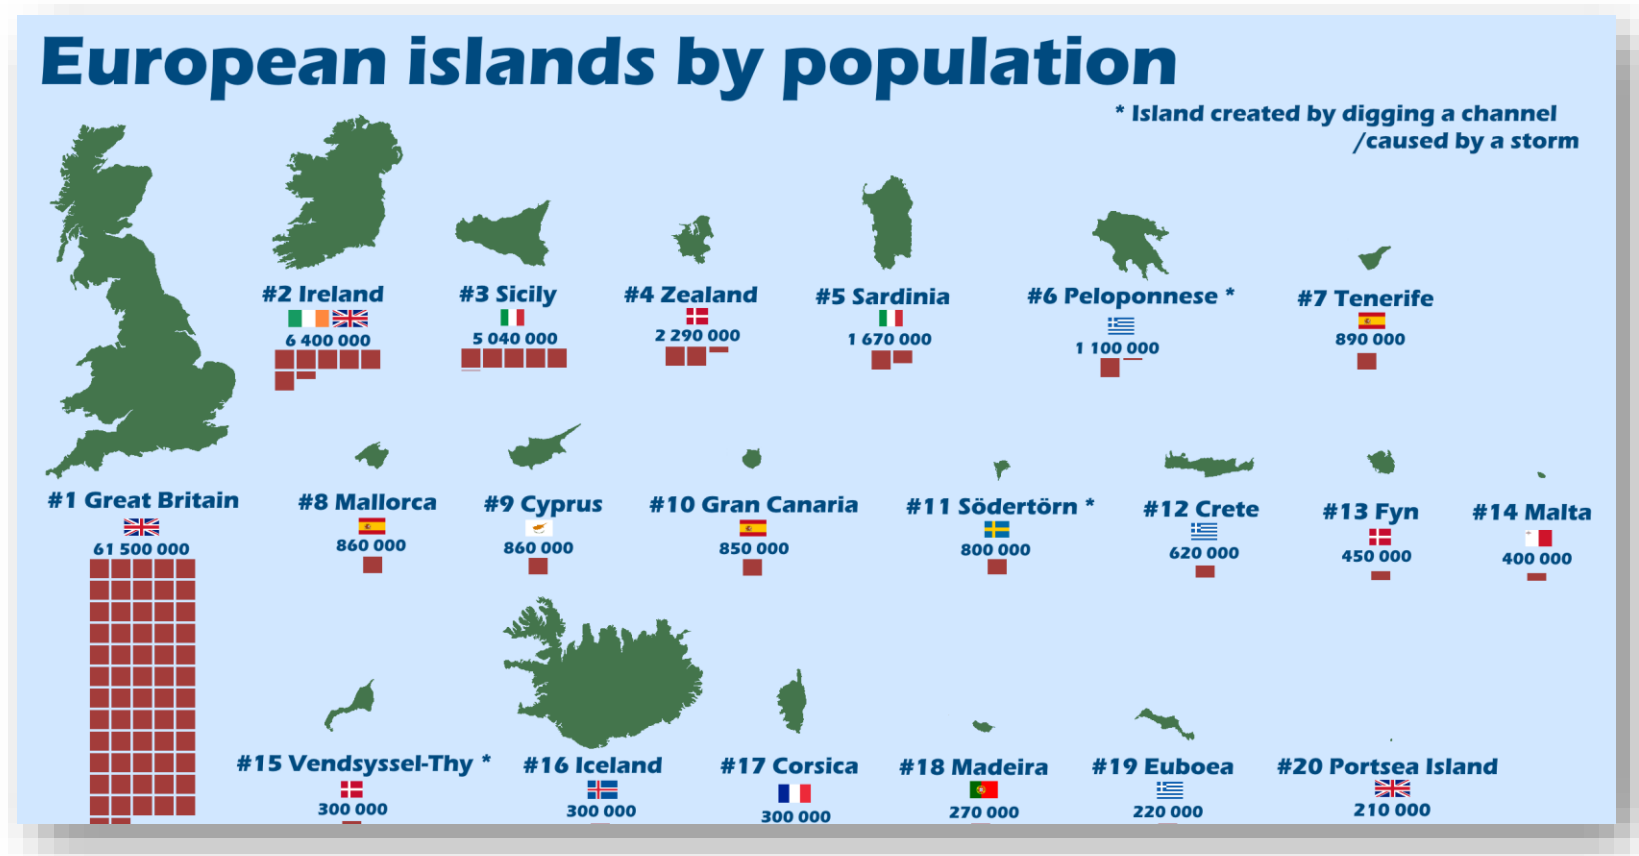 European islands by population
* Island created by digging a channel
/caused by a storm
#2 Ireland
6 400 000
#3 Sicily
5 040 000
#4 Zealand
2 290 000
#5 Sardinia
1 670 000
#6 Peloponnese *
1 100 000
#7 Tenerife
890 000
#1 Great Britain
61 500 000
#8 Mallorca
860 000
#9 Cyprus
860 000
#10 Gran Canaria
850 000
#11 Södertörn *
800 000
#12 Crete
620 000
#13 Fyn
450 000
#14 Malta
400 000
#15 Vendsyssel-Thy *
300 000
#16 Iceland
300 000
#17 Corsica
300 000
#18 Madeira
270 000
#19 Euboea
220 000
#20 Portsea Island
210 000